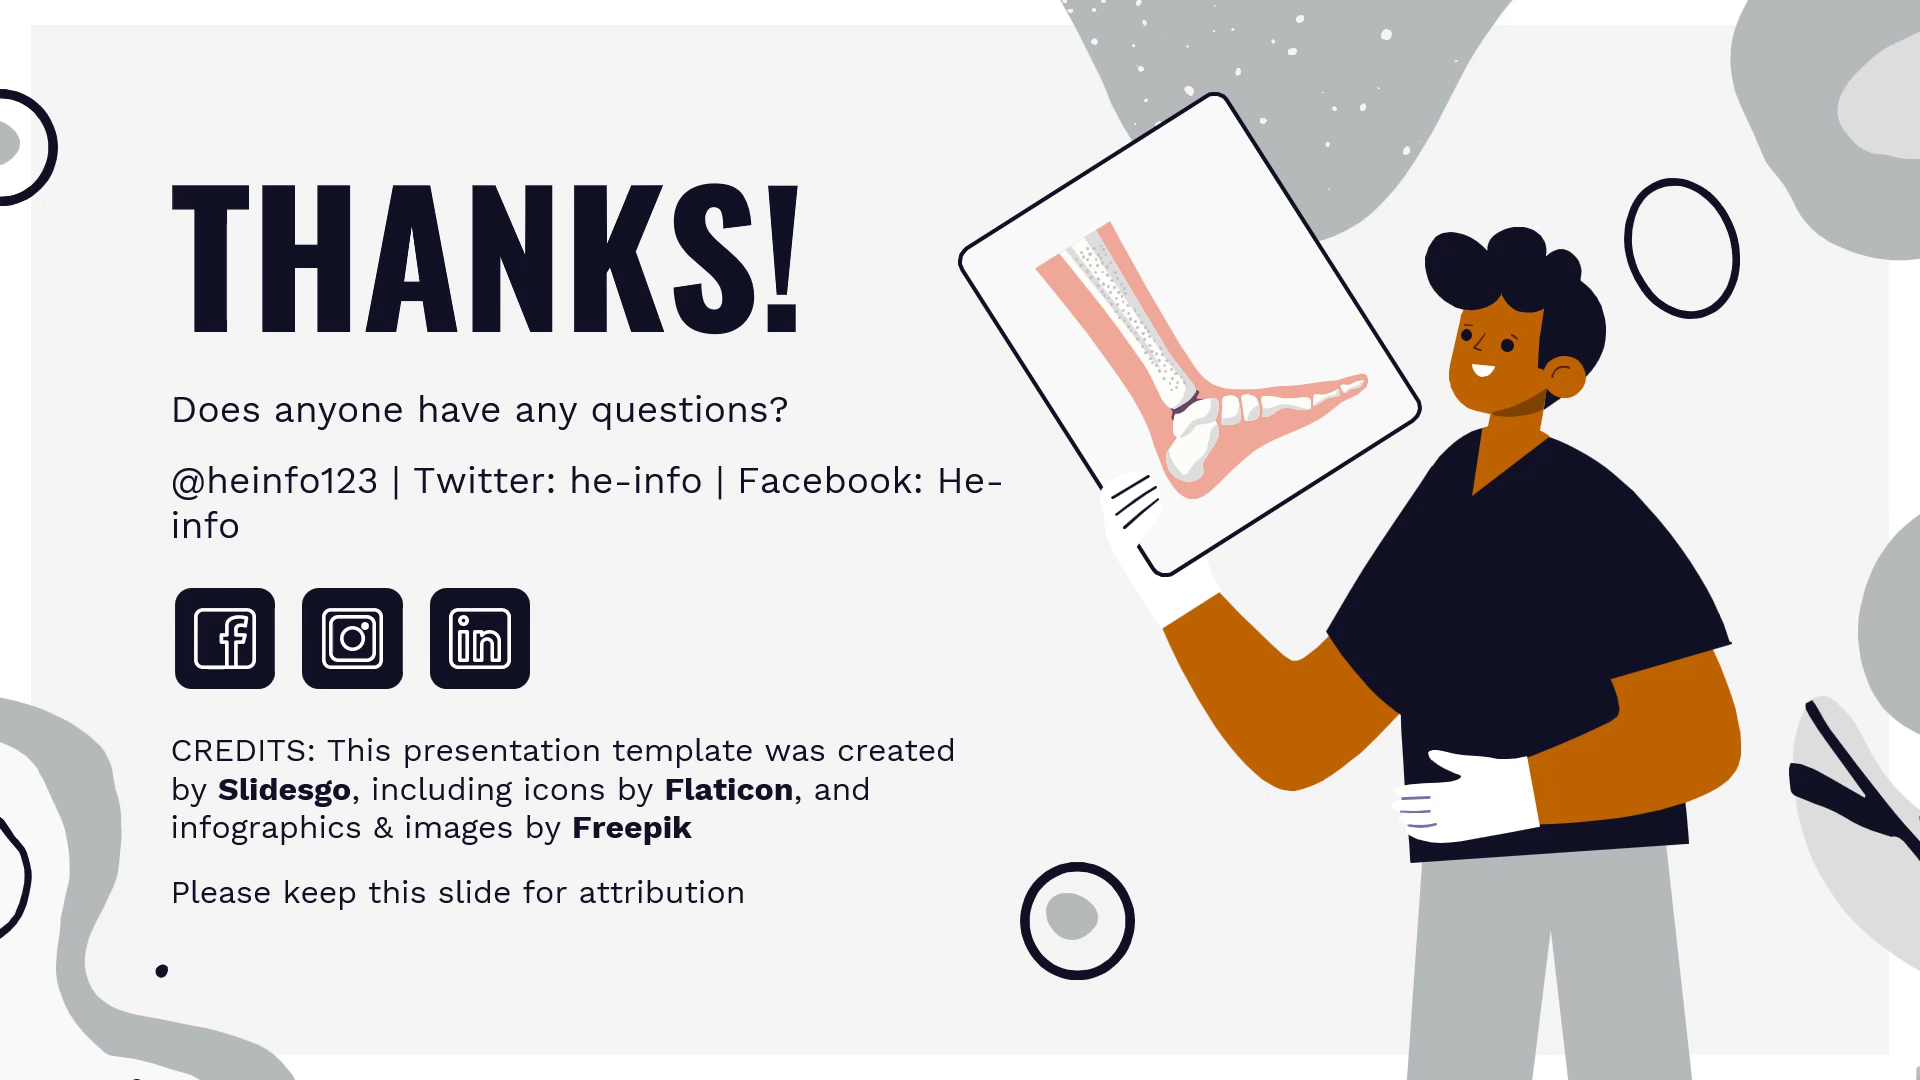 THANKS!
Does anyone have any questions?
@heinfo123 | Twitter: he-info | Facebook: He-
info
CREDITS: This presentation template was created
by Slidesgo, including icons by Flaticon, and
infographics & images by Freepik
Please keep this slide for attribution